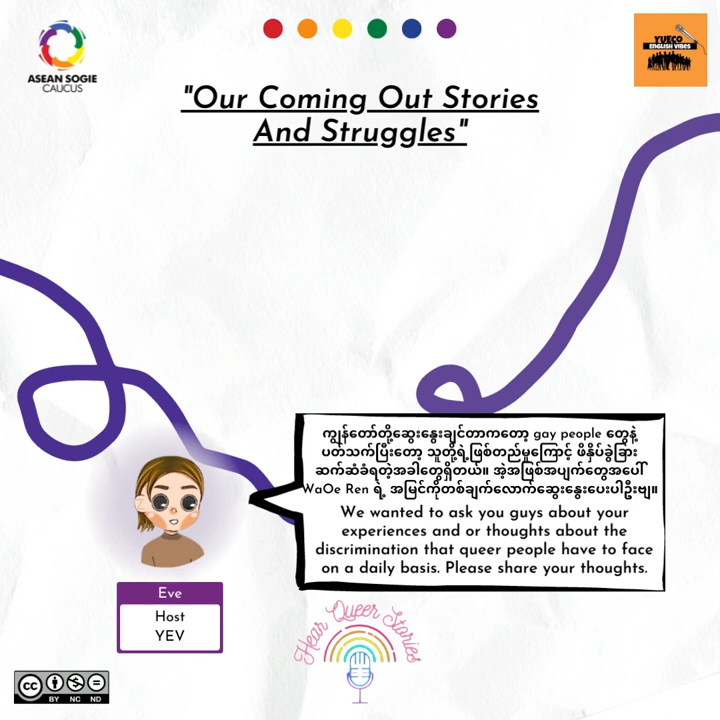 ASEAN SOGIE
CAUCUS
YUECO
ENGLISH VIBES
"Our Coming Out Stories
And Struggles"
ကျွန်တော်တို့ဆွေးနွေးချင်တာကတော့ gay people တွေနဲ့
ပတ်သက်ပြီးတော့ သူတို့ရဲ့ဖြစ်တည်မှုကြောင့် ဖိနှိပ်ခွဲခြား
ဆက်ဆံခံရတဲ့အခါတွေရှိတယ်။ အဲ့အဖြစ်အပျက်တွေအပေါ်
WaOe Ren ရဲ့ အမြင်ကိုတစ်ချက်လောက်ဆွေးနွေးပေးပါဦးဗျ။
We wanted to ask you guys about your
experiences and or thoughts about the
discrimination that queer people have to face
on a daily basis. Please share your thoughts.
Eve
Host
YEV
Hear Queer Stories
cc BY NC ND